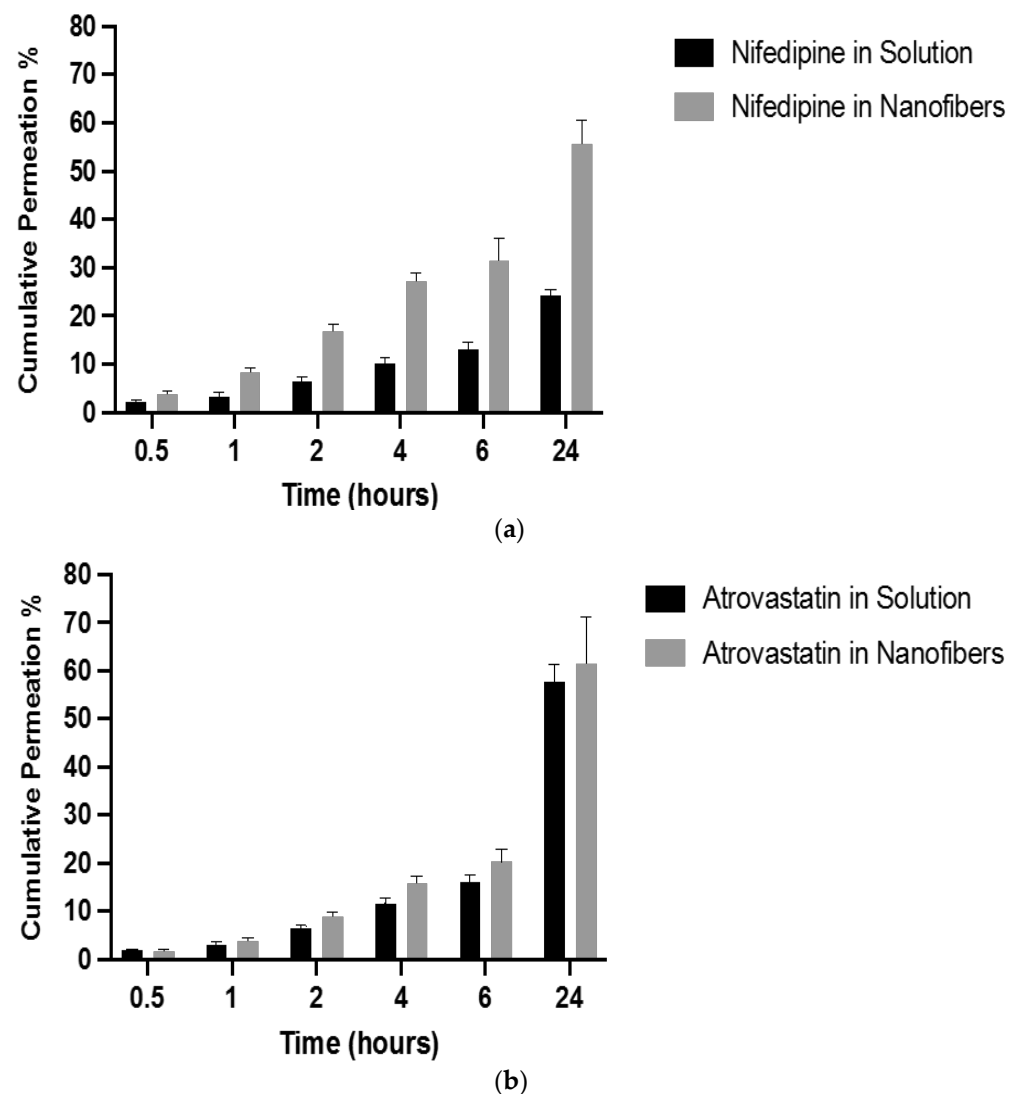 Cumulative Permeation %
80
70
60
50
40
30
20
10
0
0.5 1 2 4 6 24
Time (hours)
Nifedipine in Solution
Nifedipine in Nanofibers
(a)
Cumulative Permeation %
80
70
60
50
40
30
20
10
0
0.5 1 2 4 6 24
Time (hours)
Atrovastatin in Solution
Atrovastatin in Nanofibers
(b)